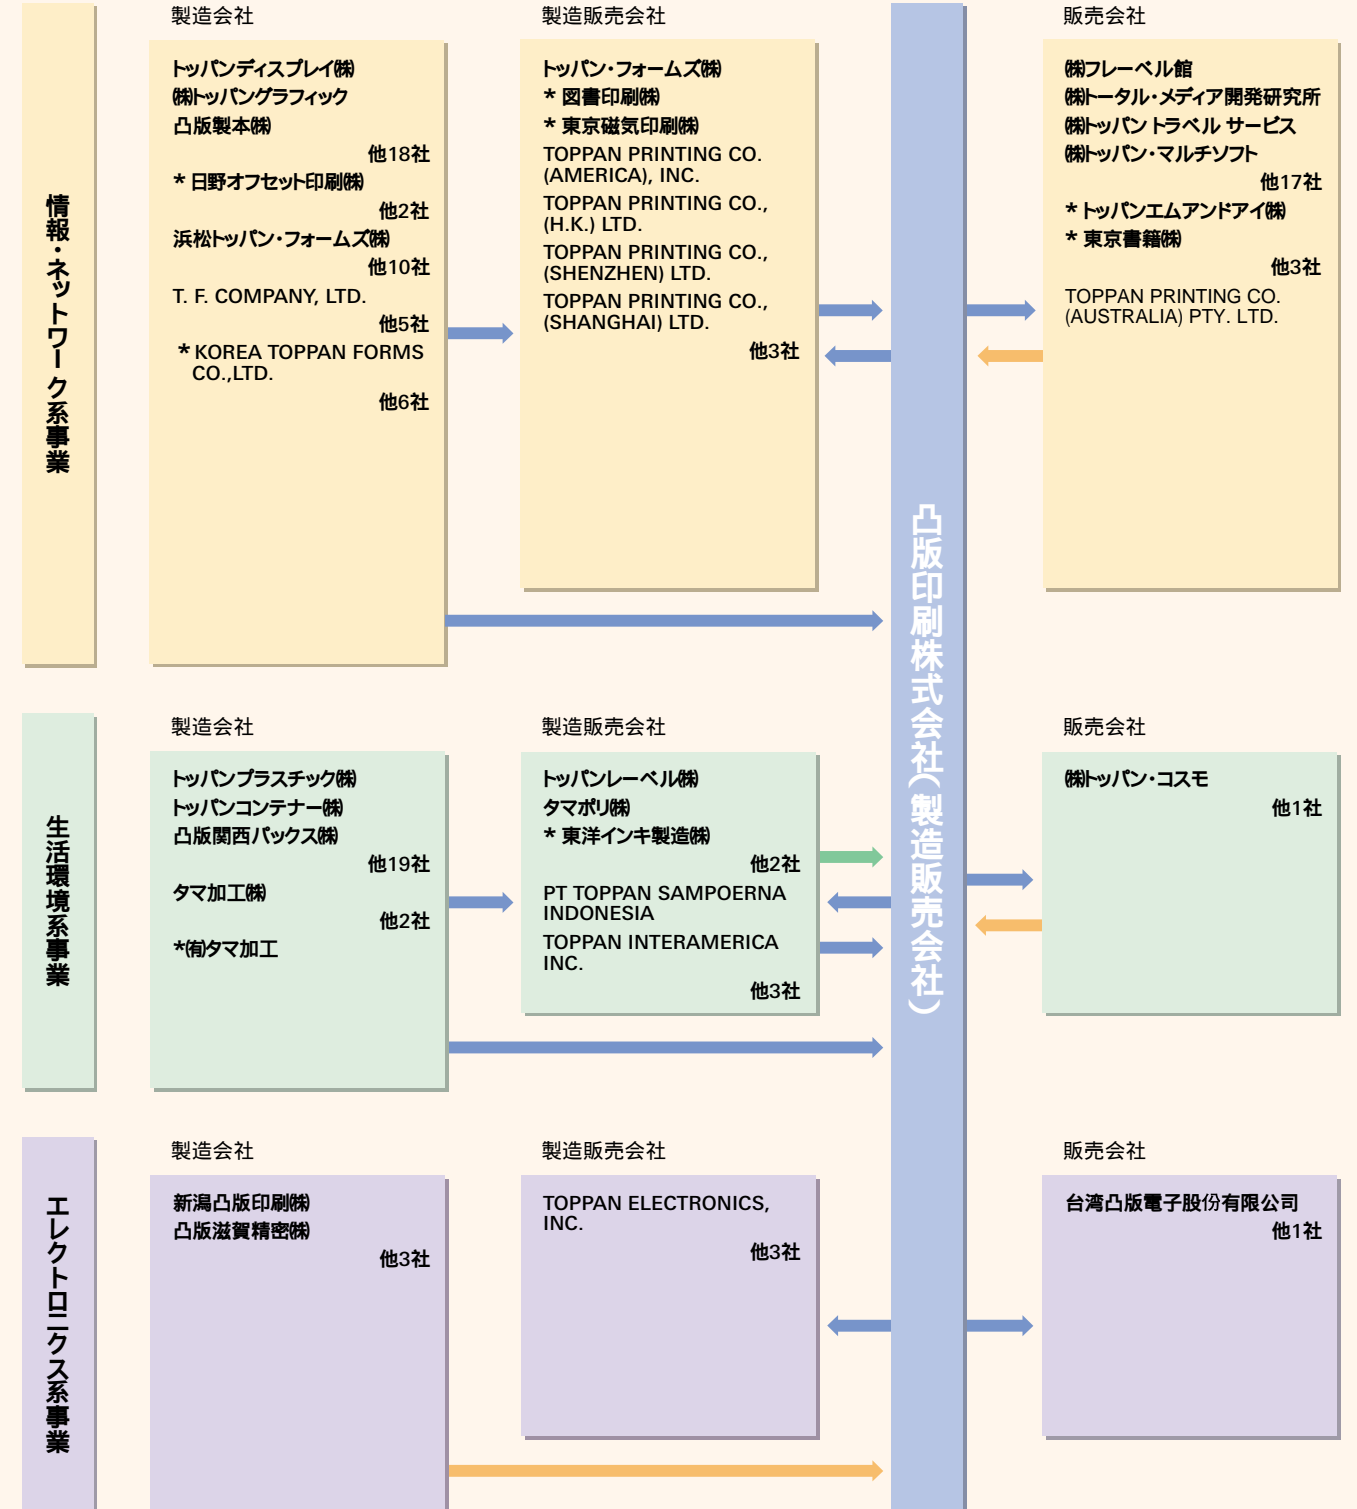 情報・ネットワーク系事業
製造会社
トッパンディスプレイ㈱
㈱トッパングラフィック
凸版製本㈱
他18社
* 日野オフセット印刷㈱
他2社
浜松トッパン・フォームズ㈱
他10社
T. F. COMPANY, LTD.
他5社
* KOREA TOPPAN FORMS
CO.,LTD.
他6社
製造販売会社
トッパン・フォームズ㈱
* 図書印刷㈱
* 東京磁気印刷㈱
TOPPAN PRINTING CO.
(AMERICA), INC.
TOPPAN PRINTING CO.,
(H.K.) LTD.
TOPPAN PRINTING CO.,
(SHENZHEN) LTD.
TOPPAN PRINTING CO.,
(SHANGHAI) LTD.
他3社
凸版印刷株式会社(製造販売会社)
販売会社
㈱フレーベル館
㈱トータル・メディア開発研究所
㈱トッパン トラベル サービス
㈱トッパン・マルチソフト
他17社
* トッパンエムアンドアイ㈱
* 東京書籍㈱
他3社
TOPPAN PRINTING CO.
(AUSTRALIA) PTY. LTD.
生活環境系事業
製造会社
トッパンプラスチック㈱
トッパンコンテナー㈱
凸版関西パックス㈱
他19社
タマ加工㈱
他2社
*㈲タマ加工
製造販売会社
トッパンレーベル㈱
タマポリ㈱
* 東洋インキ製造㈱
他2社
PT TOPPAN SAMPOERNA
INDONESIA
TOPPAN INTERAMERICA
INC.
他3社
販売会社
㈱トッパン・コスモ
他1社
エレクトロニクス系事業
製造会社
新潟凸版印刷㈱
凸版滋賀精密㈱
他3社
製造販売会社
TOPPAN ELECTRONICS,
INC.
他3社
販売会社
台湾凸版電子股份有限公司
他1社